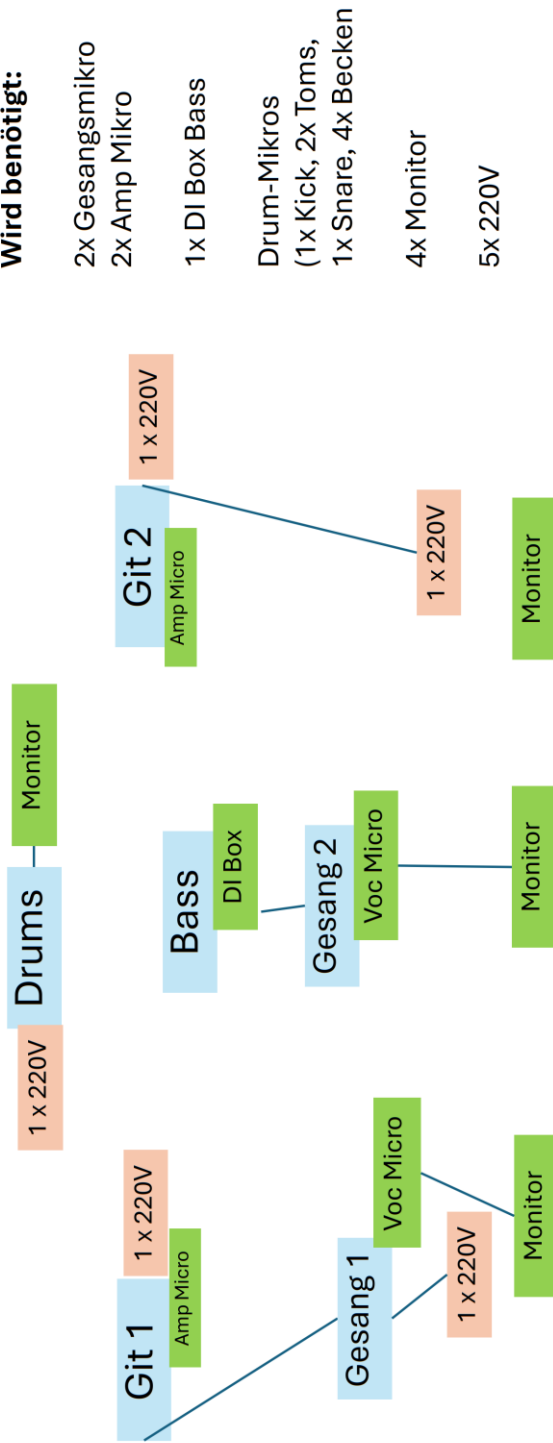 Drums
1 x 220V
Monitor
Git 1
1 x 220V
Amp Micro
Bass
DI Box
Git 2
1 x 220V
Amp Micro
Gesang 1
Voc Micro
1 x 220V
Gesang 2
Voc Micro
1 x 220V
Monitor
Monitor
Monitor
Wird benötigt:
2x Gesangsmikro
2x Amp Mikro
1x DI Box Bass
Drum-Mikros
(1x Kick, 2x Toms,
1x Snare, 4x Becken
4x Monitor
5x 220V